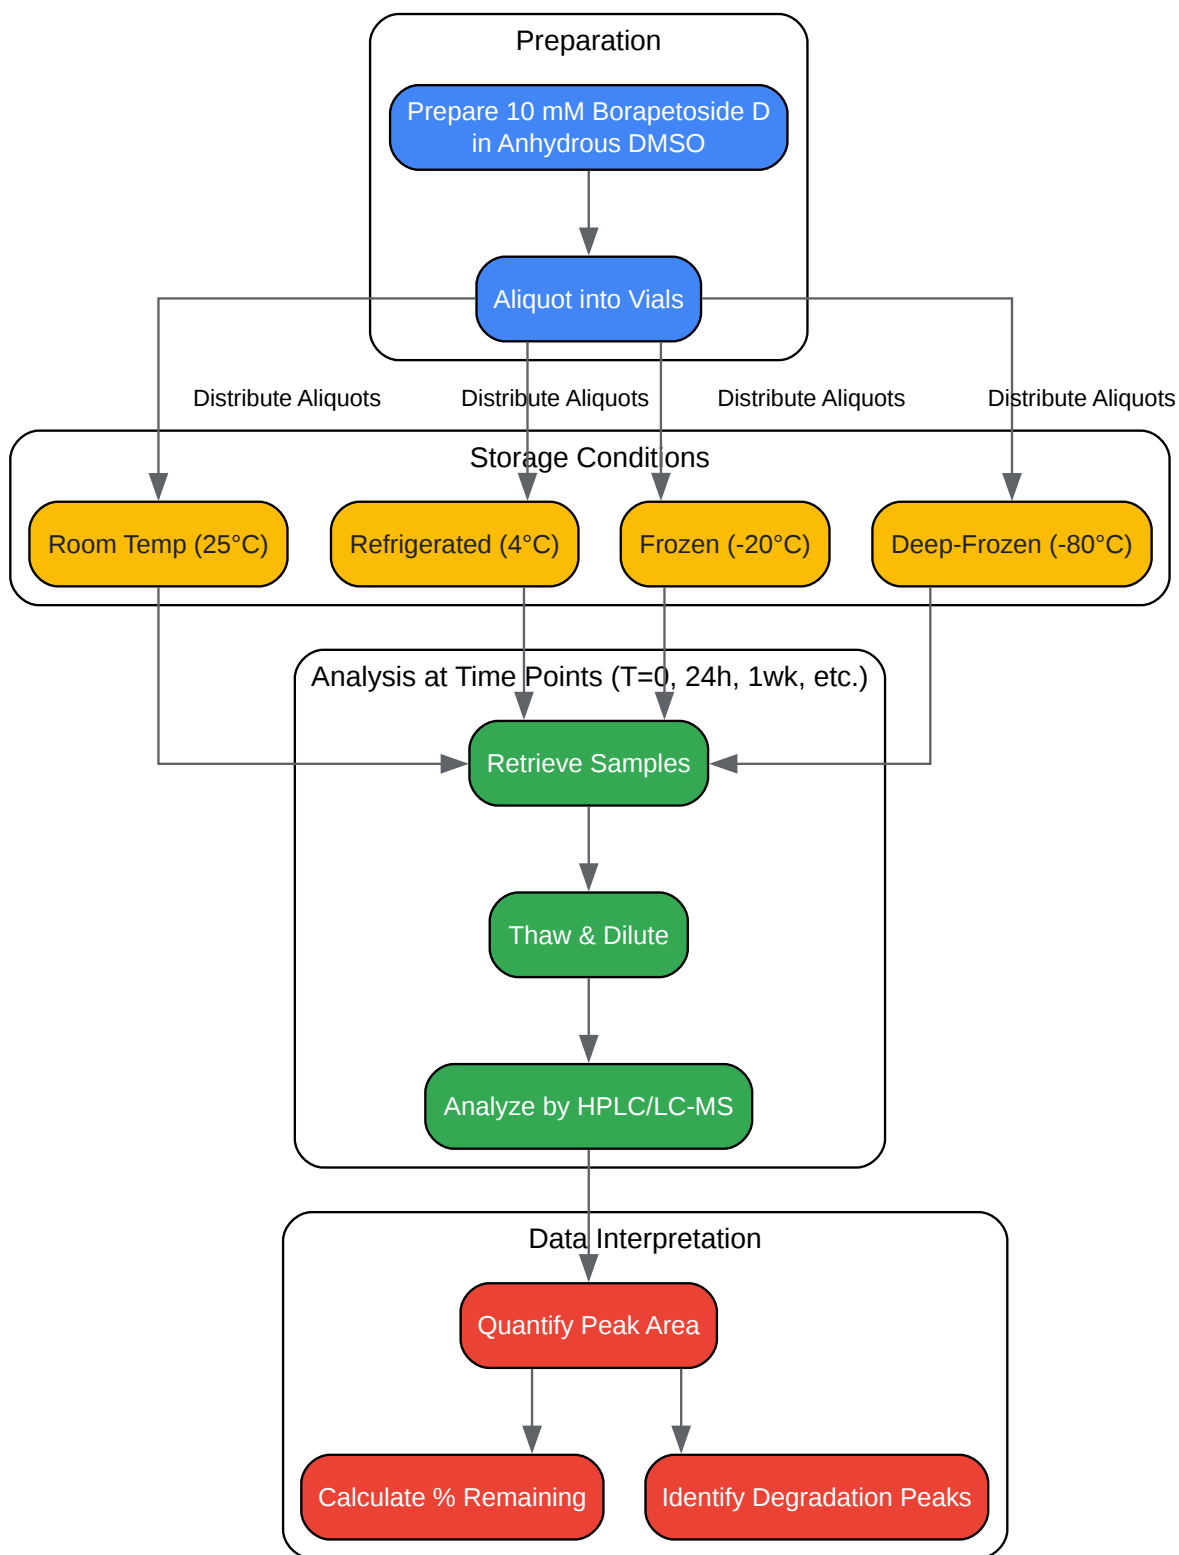 Preparation
Prepare 10 mM Borapetoside D
in Anhydrous DMSO
Aliquot into Vials
Distribute Aliquots
Distribute Aliquots
Distribute Aliquots
Distribute Aliquots
Storage Conditions
Room Temp (25°C)
Refrigerated (4°C)
Frozen (-20°C)
Deep-Frozen (-80°C)
Analysis at Time Points (T=0, 24h, 1wk, etc.)
Retrieve Samples
Thaw & Dilute
Analyze by HPLC/LC-MS
Data Interpretation
Quantify Peak Area
Calculate % Remaining
Identify Degradation Peaks